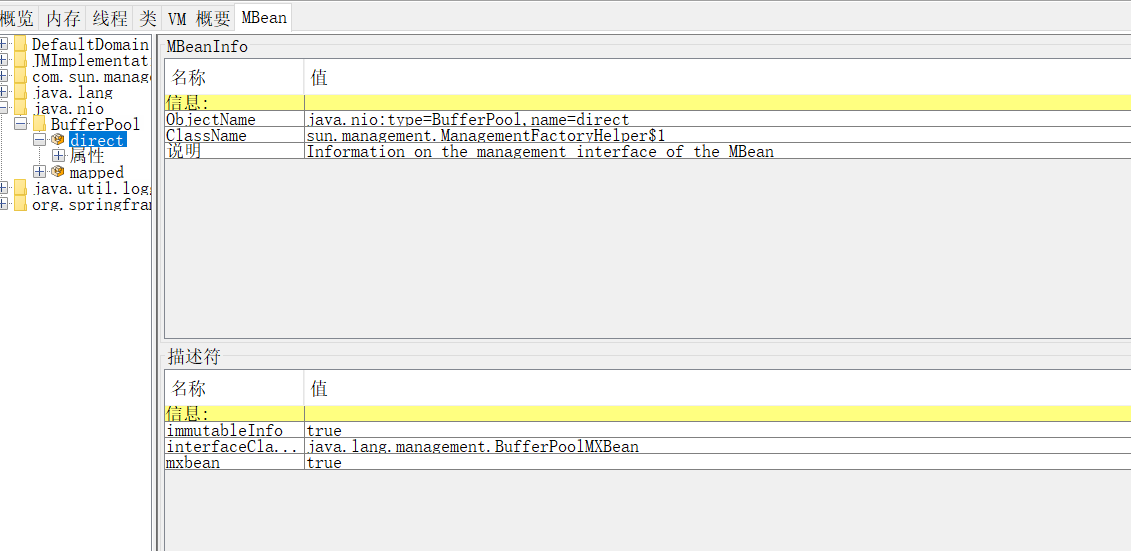 概览 内存 线程 类 VM 概要 MBean
DefaultDomain
JMImplementat
com.sun.manage
java.lang
java.nio
BufferPool
direct
属性
mapped
java.util.logg
org.springfram
MBeanInfo
名称 值
信息:
ObjectName java.nio:type=BufferPool,name=direct
ClassName sun.management.ManagementFactoryHelper$1
说明 Information on the management interface of the MBean
描述符
名称 值
信息:
immutableInfo true
interfaceCla... java.lang.management.BufferPoolMXBean
mxbean true